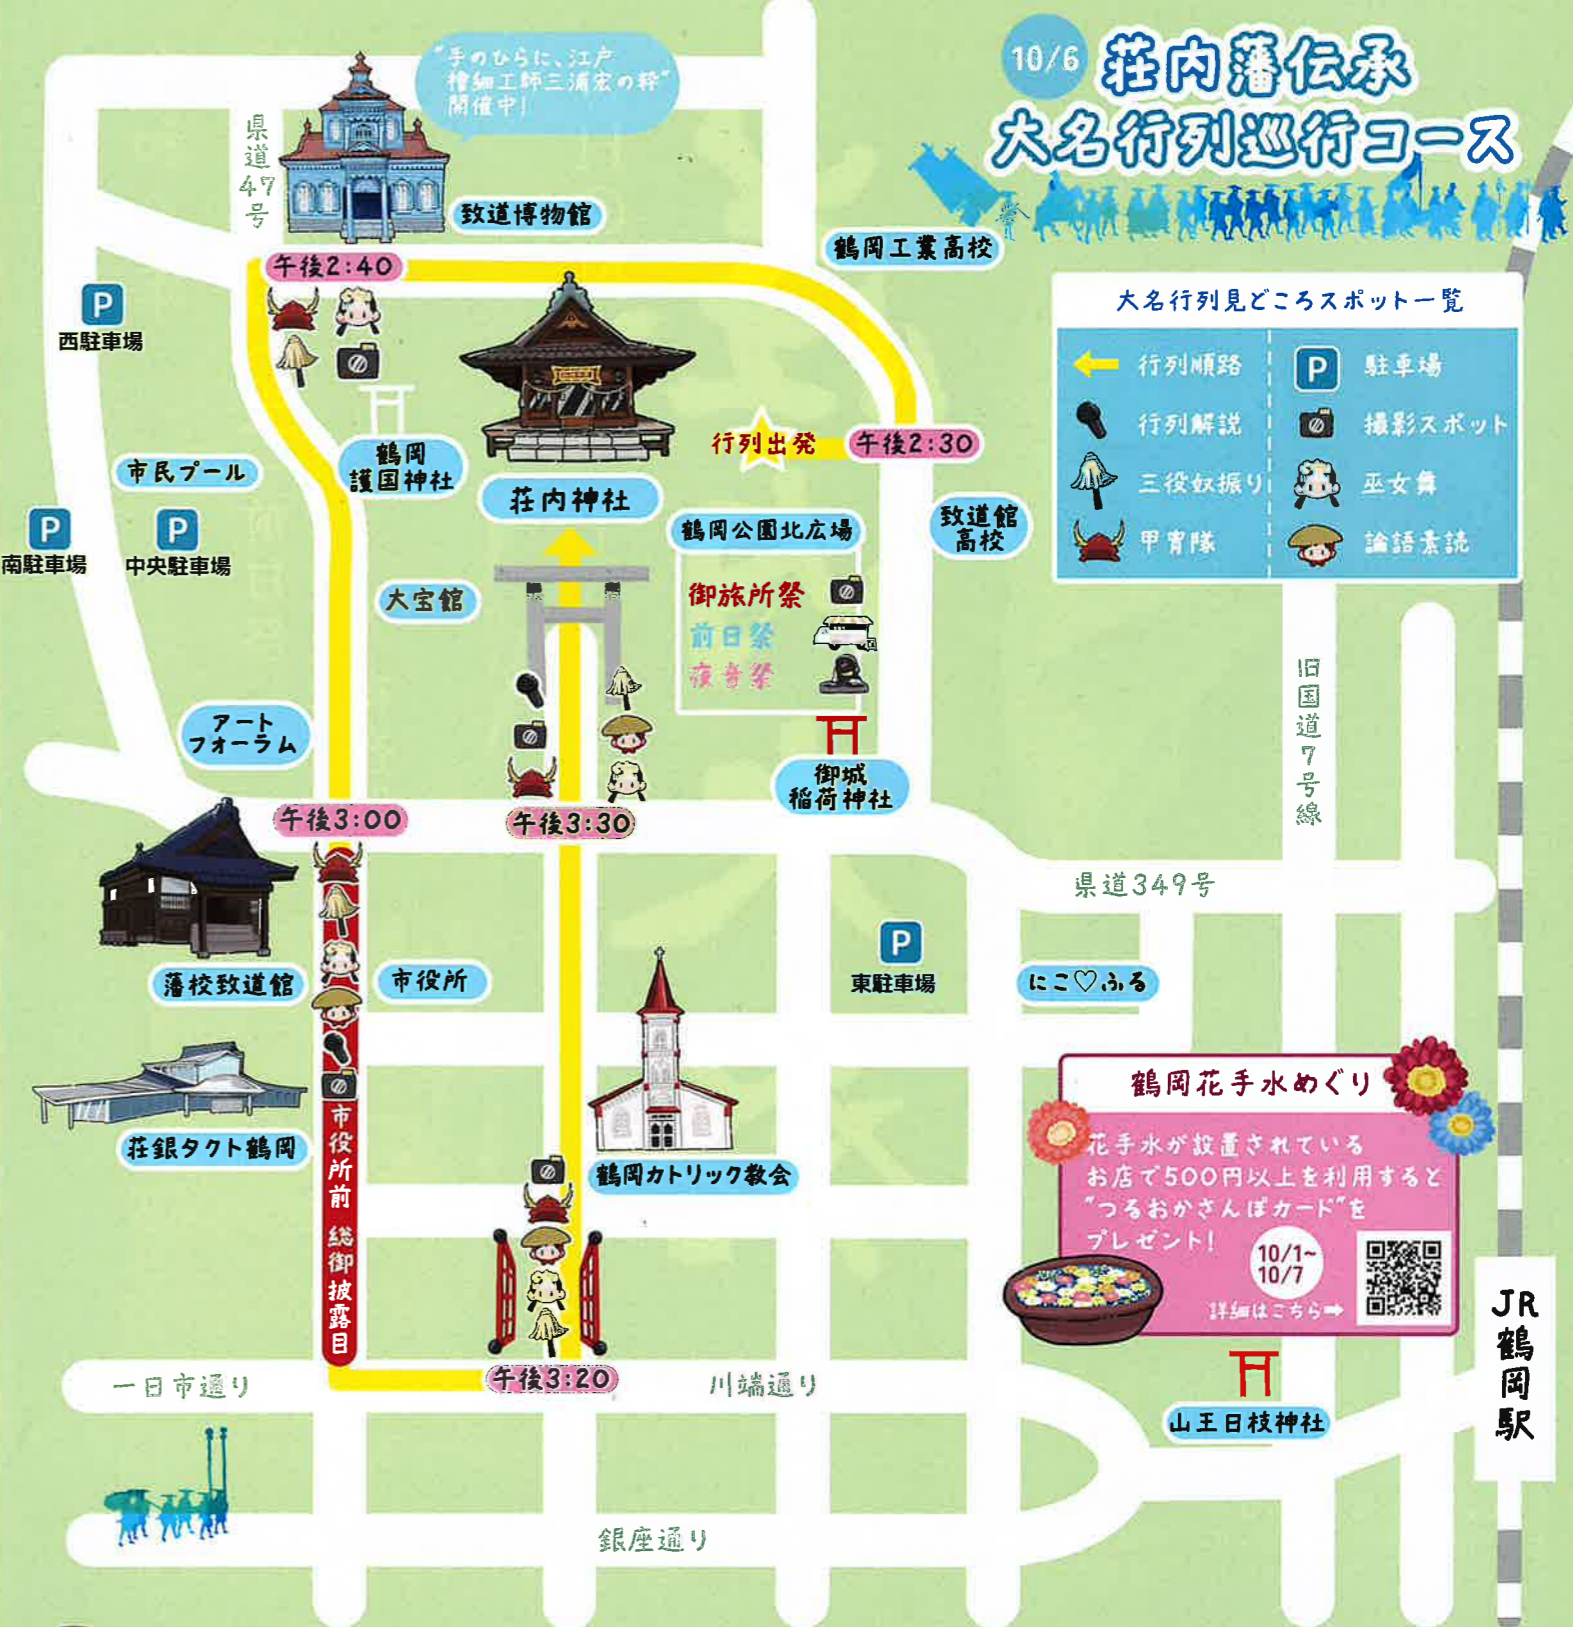 10/6
荘内藩伝承
大名行列巡行コース
"手のひらに、江戸
檜細工師三浦宏の粋"
開催中!
県道47号
致道博物館
鶴岡工業高校
午後2:40
大名行列見どころスポット一覧
行列順路
P
駐車場
行列解説
撮影スポット
三役奴振り
巫女舞
甲冑隊
論語素読
P
西駐車場
行列出発
午後2:30
鶴岡
護国神社
市民プール
荘内神社
鶴岡公園北広場
致道館
高校
P
南駐車場
P
中央駐車場
大宝館
御旅所祭
前日祭
夜音祭
旧国道7号線
アート
フォーラム
御城
稲荷神社
午後3:00
午後3:30
県道349号
藩校致道館
市役所
P
東駐車場
にこ♡ふる
荘銀タクト鶴岡
市役所前 総御披露目
鶴岡カトリック教会
鶴岡花手水めぐり
花手水が設置されている
お店で500円以上を利用すると
"つるおかさんぽカード"を
プレゼント!
10/1~
10/7
詳細はこちら➡
JR鶴岡駅
一日市通り
午後3:20
川端通り
山王日枝神社
銀座通り